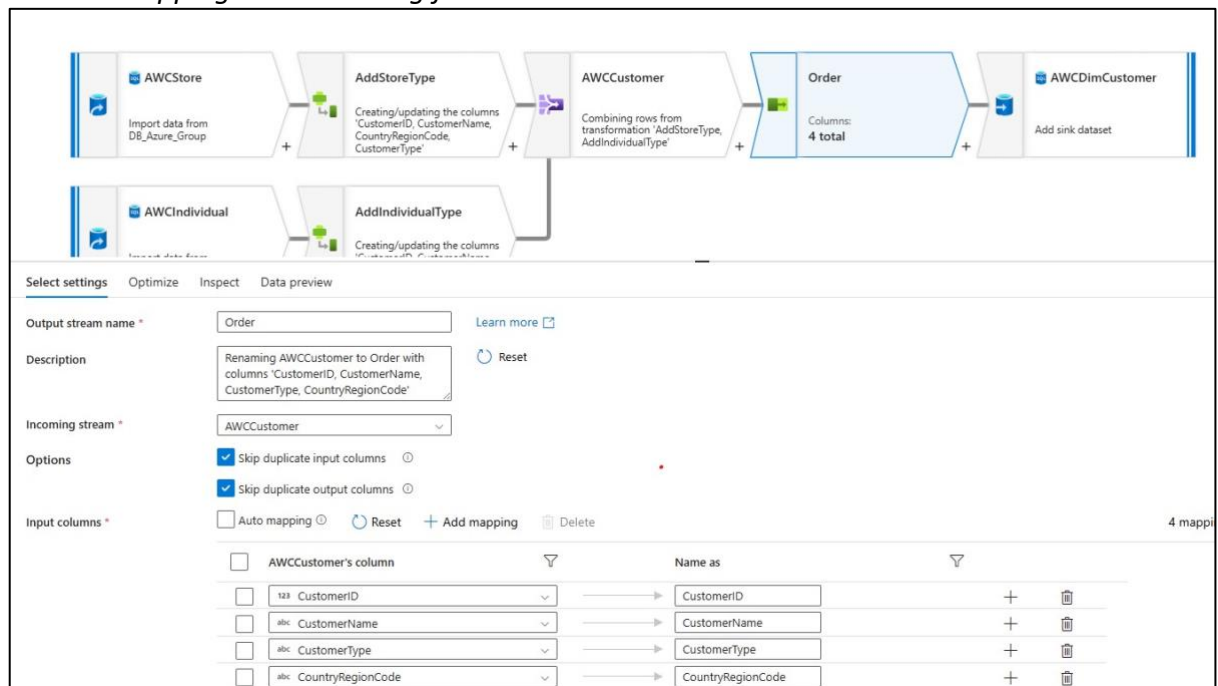 AWCStore
Import data from
DB_Azure_Group
+
AddStoreType
Creating/updating the columns
'CustomerID, CustomerName,
CountryRegionCode,
CustomerType'
+
AWCCustomer
Combining rows from
transformation 'AddStoreType,
AddIndividualType'
+
Order
Columns:
4 total
+
AWCDimCustomer
Add sink dataset
AWCIndividual
AddIndividualType
Creating/updating the columns
Select settings Optimize Inspect Data preview
Output stream name * Order Learn more
Description Renaming AWCCustomer to Order with
columns 'CustomerID, CustomerName,
CustomerType, CountryRegionCode'
Reset
Incoming stream * AWCCustomer
Options Skip duplicate input columns
Skip duplicate output columns
Input columns * Auto mapping Reset + Add mapping Delete 4 mappi
AWCCustomer's column Name as
123 CustomerID CustomerID +
abc CustomerName CustomerName +
abc CustomerType CustomerType +
abc CountryRegionCode CountryRegionCode +